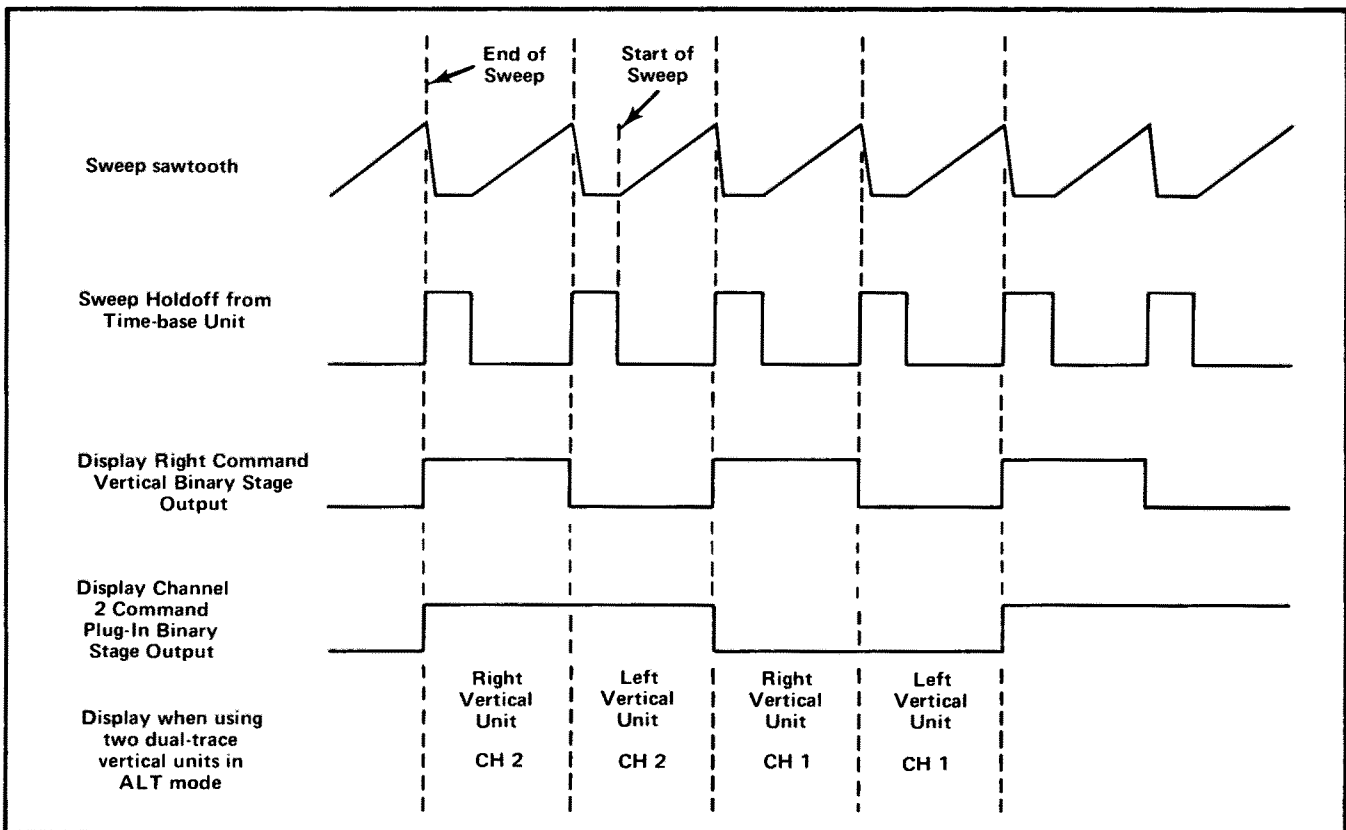 End of
Sweep
Start of
Sweep
Sweep sawtooth
Sweep Holdoff from
Time-base Unit
Display Right Command
Vertical Binary Stage
Output
Display Channel
2 Command
Plug-In Binary
Stage Output
Display when using
two dual-trace
vertical units in
ALT mode
Right
Vertical
Unit
CH 2
Left
Vertical
Unit
CH 2
Right
Vertical
Unit
CH 1
Left
Vertical
Unit
CH 1